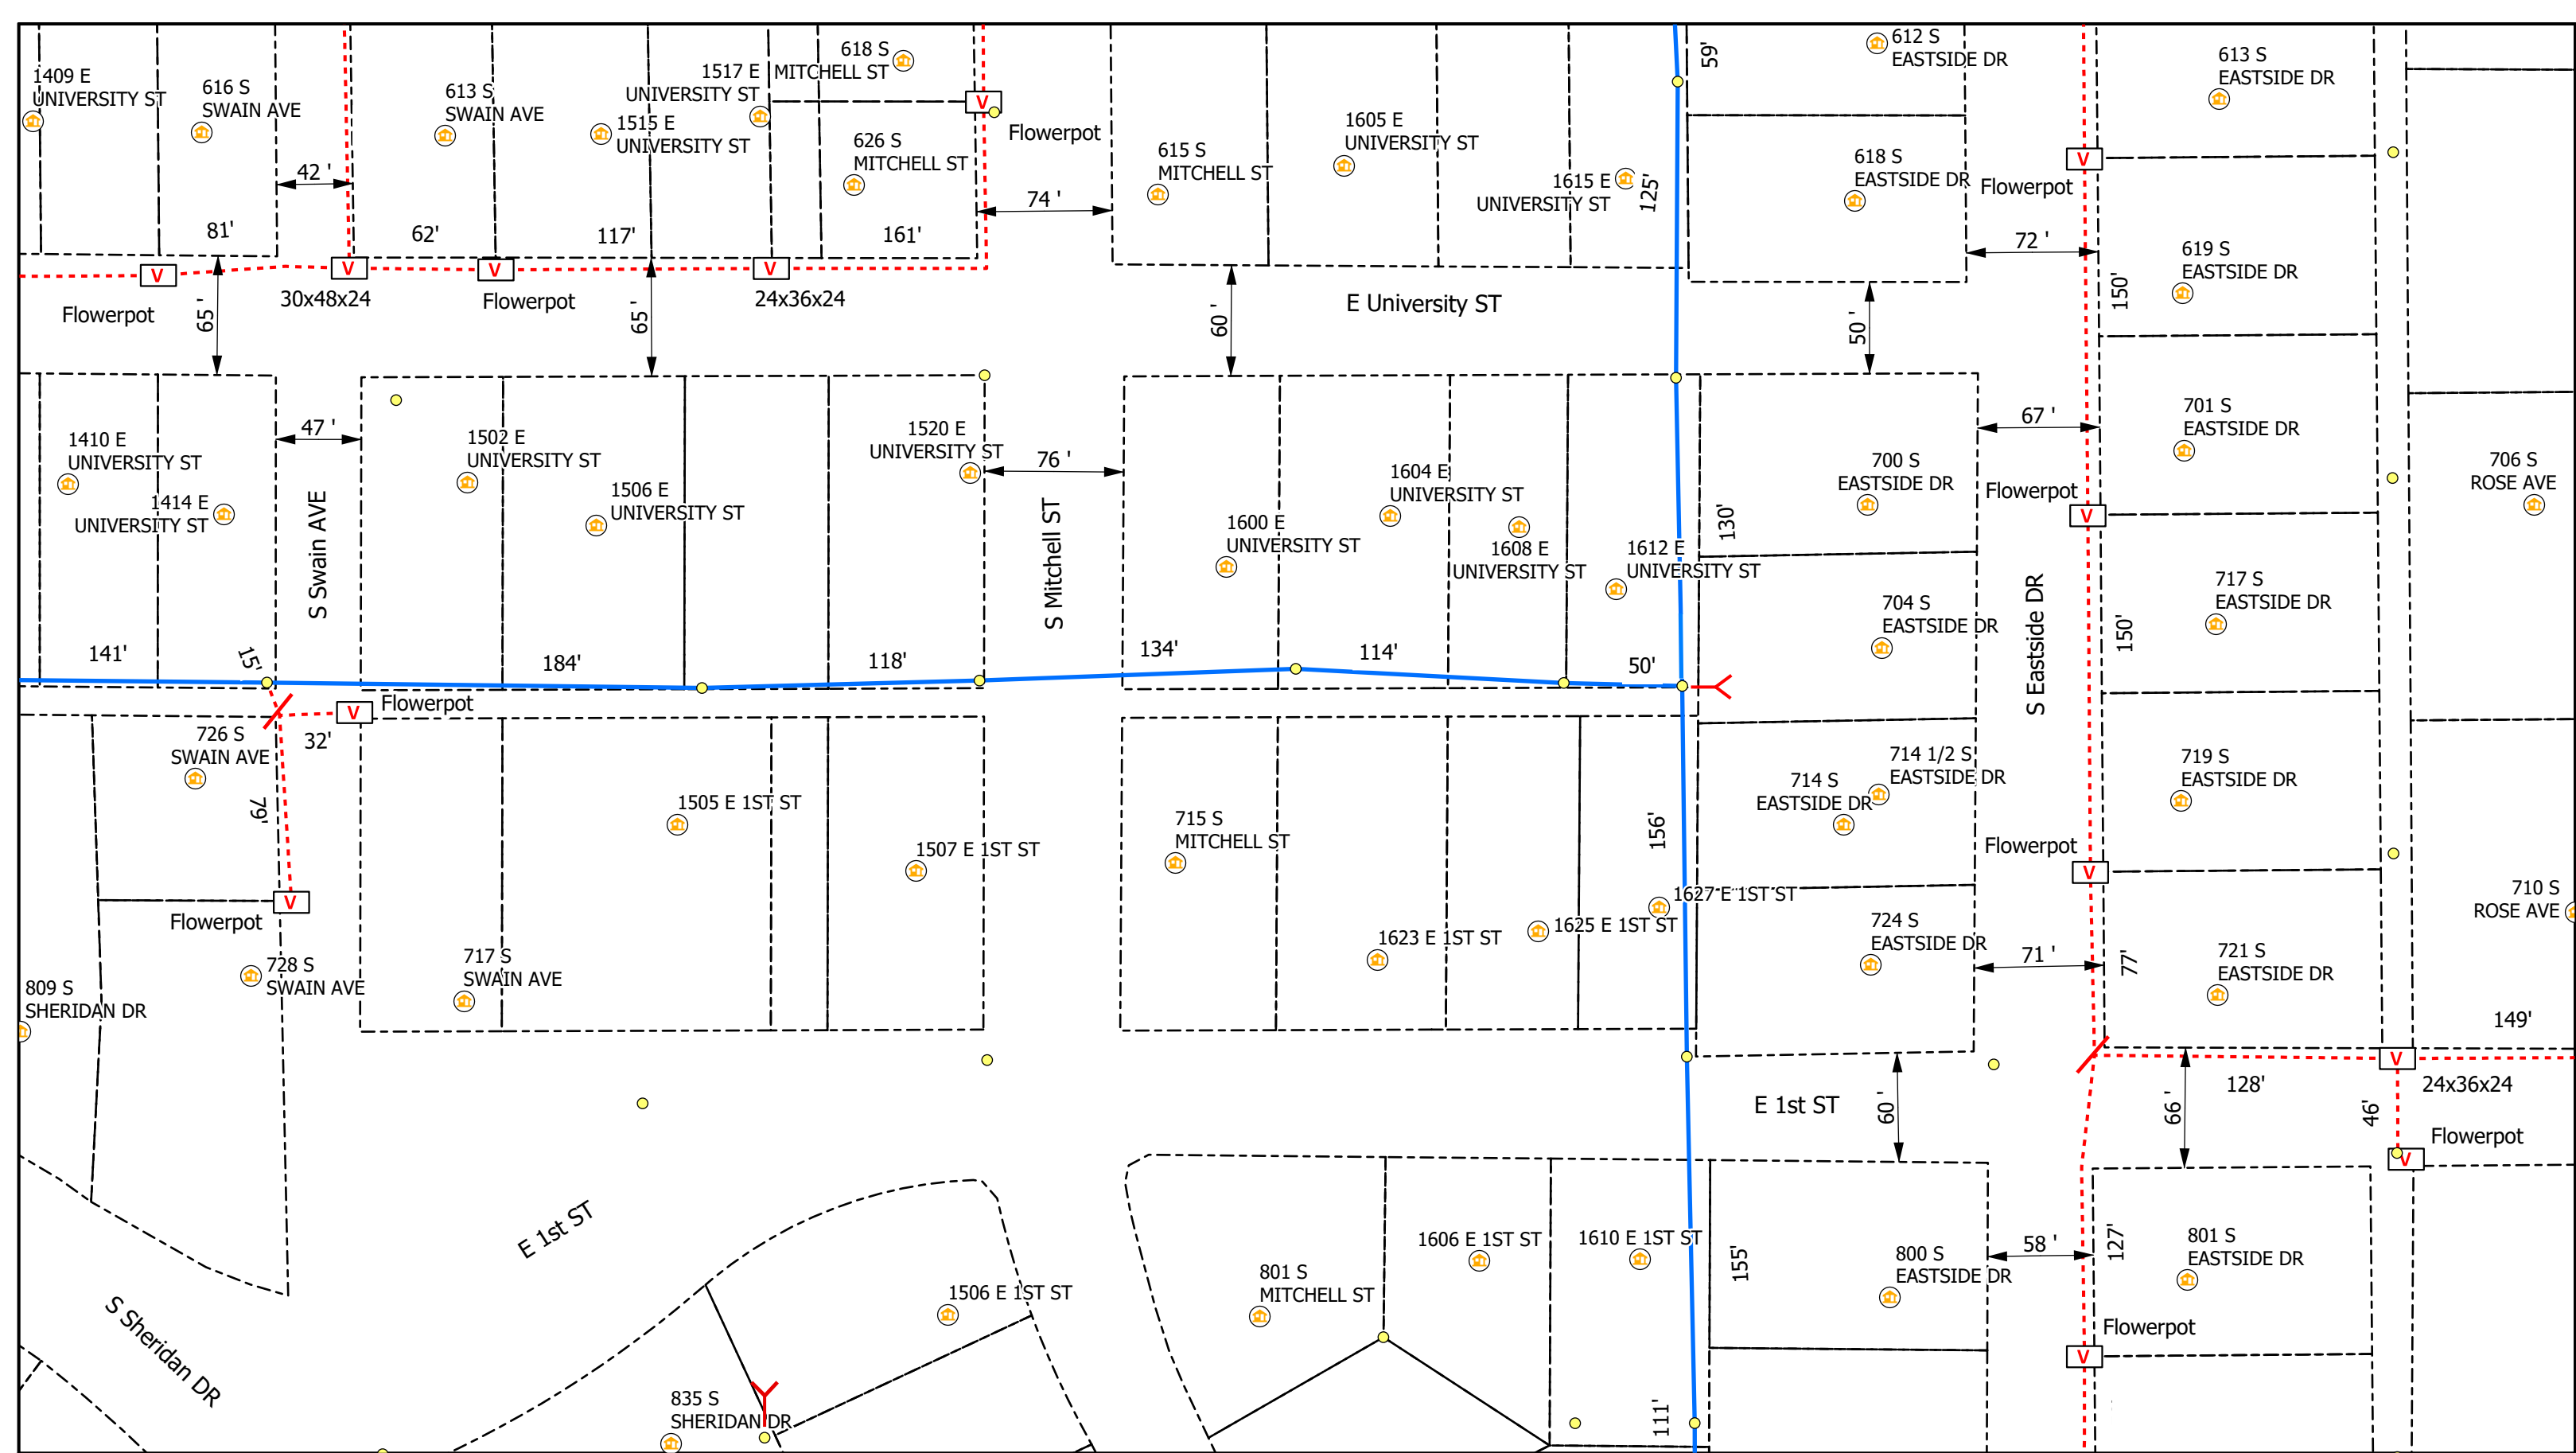 1409 E
UNIVERSITY ST
616 S
SWAIN AVE
613 S
SWAIN AVE
1517 E
UNIVERSITY ST
1515 E
UNIVERSITY ST
618 S
MITCHELL ST
626 S
MITCHELL ST
V
Flowerpot
615 S
MITCHELL ST
1605 E
UNIVERSITY ST
1615 E
UNIVERSITY ST
59'
125'
612 S
EASTSIDE DR
618 S
EASTSIDE DR
V
Flowerpot
613 S
EASTSIDE DR
619 S
EASTSIDE DR
42 '
74 '
72 '
81'
62'
117'
161'
150'
V
V
V
V
Flowerpot
30x48x24
Flowerpot
24x36x24
65 '
65 '
60 '
E University ST
50 '
47 '
76 '
67 '
1410 E
UNIVERSITY ST
1414 E
UNIVERSITY ST
S Swain AVE
1502 E
UNIVERSITY ST
1506 E
UNIVERSITY ST
1520 E
UNIVERSITY ST
S Mitchell ST
1600 E
UNIVERSITY ST
1604 E
UNIVERSITY ST
1608 E
UNIVERSITY ST
1612 E
UNIVERSITY ST
130'
700 S
EASTSIDE DR
704 S
EASTSIDE DR
Flowerpot
V
S Eastside DR
701 S
EASTSIDE DR
717 S
EASTSIDE DR
706 S
ROSE AVE
150'
141'
15'
184'
118'
134'
114'
50'
V
Flowerpot
32'
726 S
SWAIN AVE
79'
V
Flowerpot
728 S
SWAIN AVE
809 S
SHERIDAN DR
717 S
SWAIN AVE
1505 E 1ST ST
1507 E 1ST ST
715 S
MITCHELL ST
1623 E 1ST ST
1625 E 1ST ST
1627 E 1ST ST
156'
714 S
EASTSIDE DR
714 1/2 S
EASTSIDE DR
724 S
EASTSIDE DR
Flowerpot
V
71 '
77'
719 S
EASTSIDE DR
721 S
EASTSIDE DR
710 S
ROSE AVE
149'
V
24x36x24
128'
46'
Flowerpot
V
E 1st ST
60 '
66 '
E 1st ST
S Sheridan DR
1506 E 1ST ST
835 S
SHERIDAN DR
801 S
MITCHELL ST
1606 E 1ST ST
1610 E 1ST ST
155'
111'
800 S
EASTSIDE DR
58 '
127'
801 S
EASTSIDE DR
Flowerpot
V